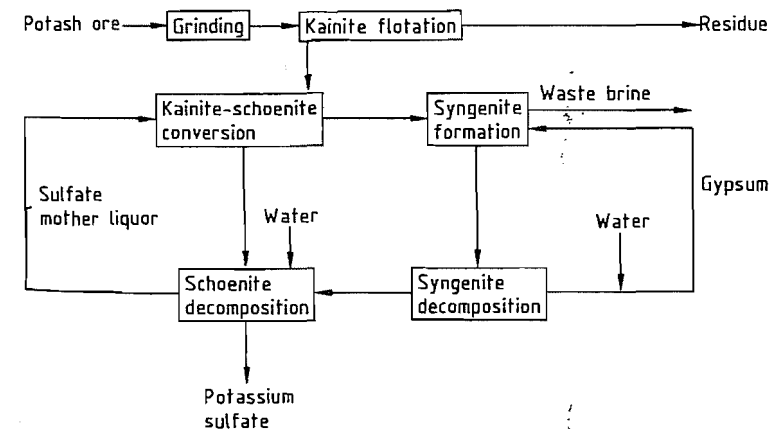 Potash ore
Grinding
Kainite flotation
Residue
Kainite-schoenite
conversion
Syngenite
formation
Waste brine
Gypsum
Sulfate
mother liquor
Water
Water
Schoenite
decomposition
Syngenite
decomposition
Potassium
sulfate